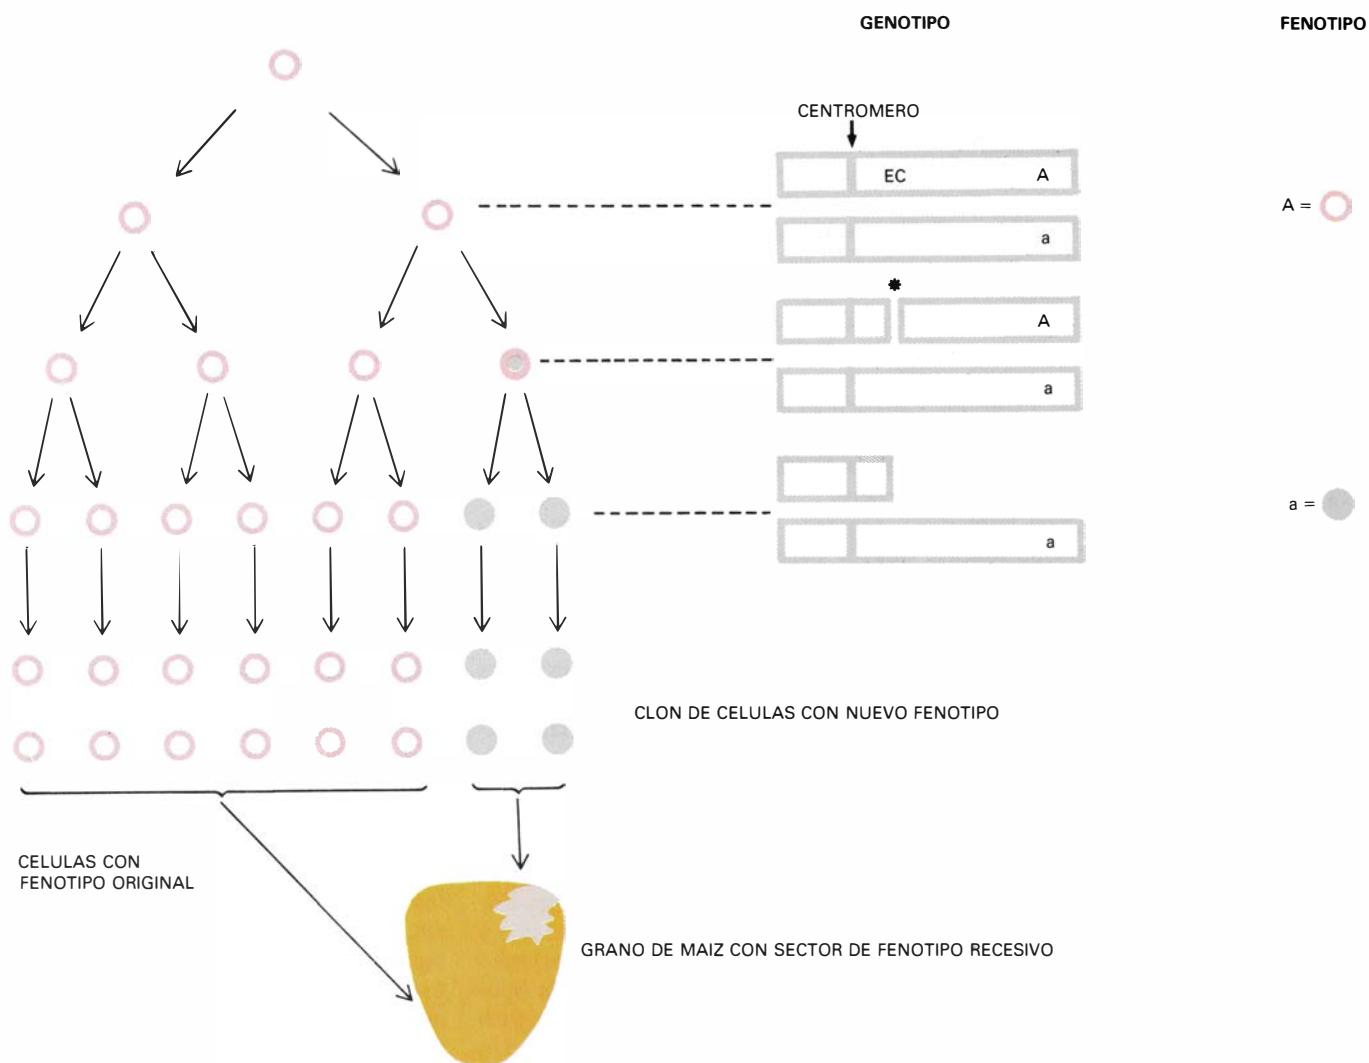 GENOTIPO
FENOTIPO
CENTROMERO
EC A
A =
a
*
A
a
a =
a
CLON DE CELULAS CON NUEVO FENOTIPO
CELULAS CON
FENOTIPO ORIGINAL
GRANO DE MAIZ CON SECTOR DE FENOTIPO RECESIVO